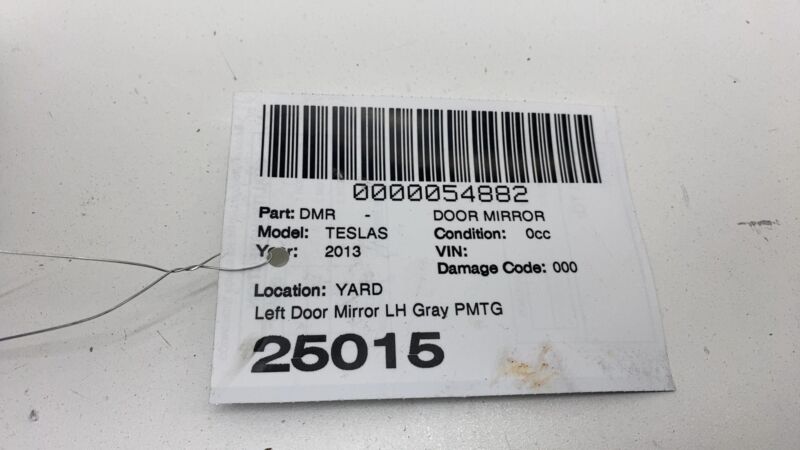 0000054882
Part: DMR - DOOR MIRROR
Model: TESLAS Condition: 0cc
Year: 2013 VIN:
Damage Code: 000
Location: YARD
Left Door Mirror LH Gray PMTG
25015